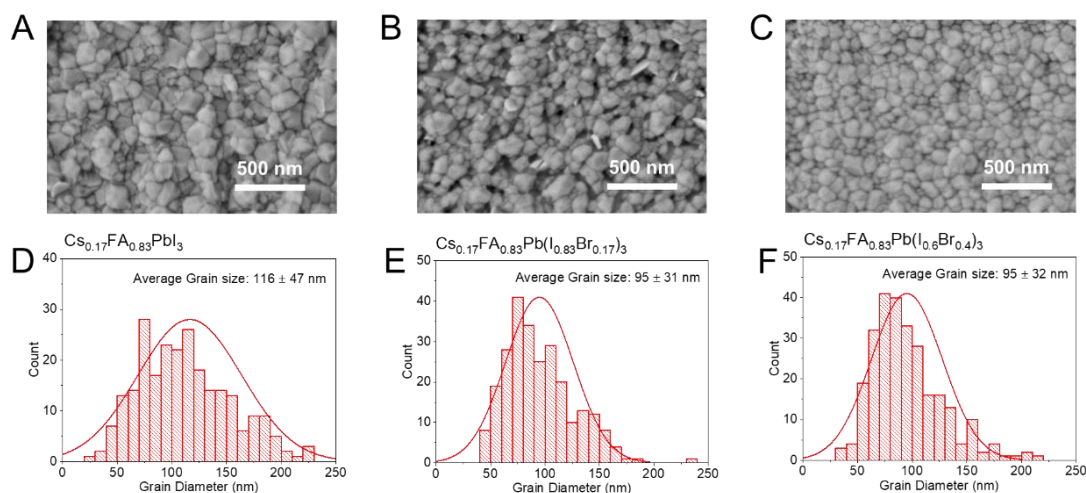 A
B
C
500 nm
500 nm
500 nm
Cs0.17FA0.83PbI3
Cs0.17FA0.83Pb(I0.83Br0.17)3
Cs0.17FA0.83Pb(I0.6Br0.4)3
D
Average Grain size: 116 ± 47 nm
40
30
20
10
0
Count
0 50 100 150 200 250
Grain Diameter (nm)
E
Average Grain size: 95 ± 31 nm
50
40
30
20
10
0
Count
0 50 100 150 200 250
Grain Diameter (nm)
F
Average Grain size: 95 ± 32 nm
50
40
30
20
10
0
Count
0 50 100 150 200 250
Grain Diameter (nm)